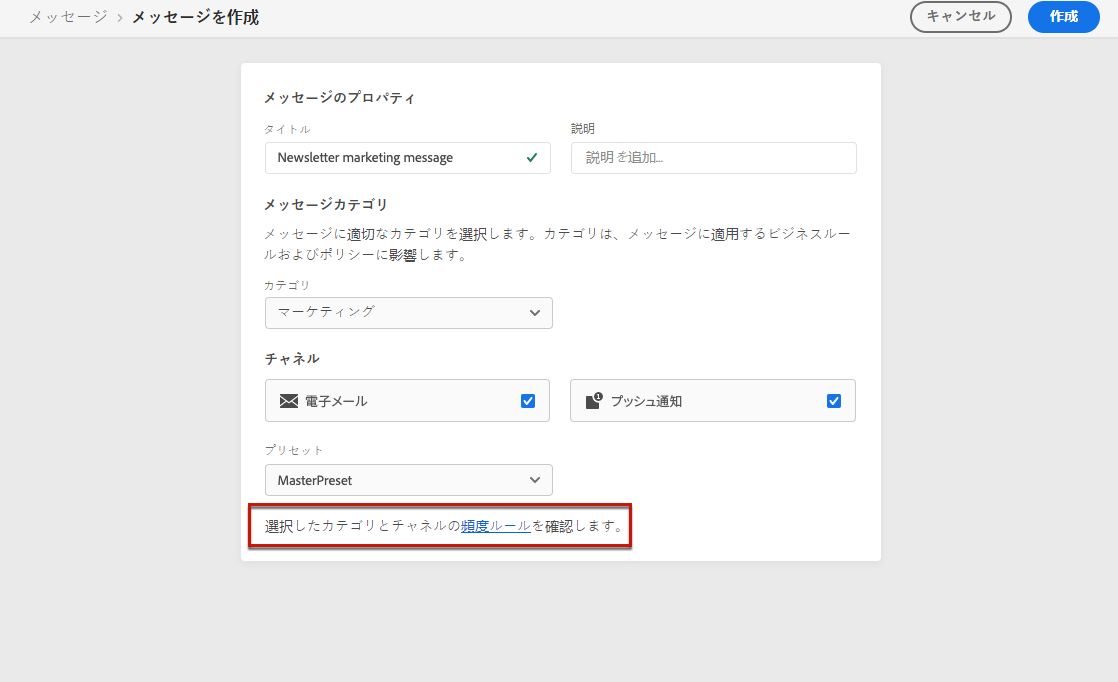 メッセージ > メッセージを作成
キャンセル
作成
メッセージのプロパティ
タイトル
説明
Newsletter marketing message
説明 を追加...
メッセージカテゴリ
メッセージに適切なカテゴリを選択します。カテゴリは、メッセージに適用するビジネスルー
ルおよびポリシーに影響します。
カテゴリ
マーケティング
チャネル
電子メール
1
プッシュ通知
プリセット
MasterPreset
選択したカテゴリとチャネルの頻度ルールを確認します。